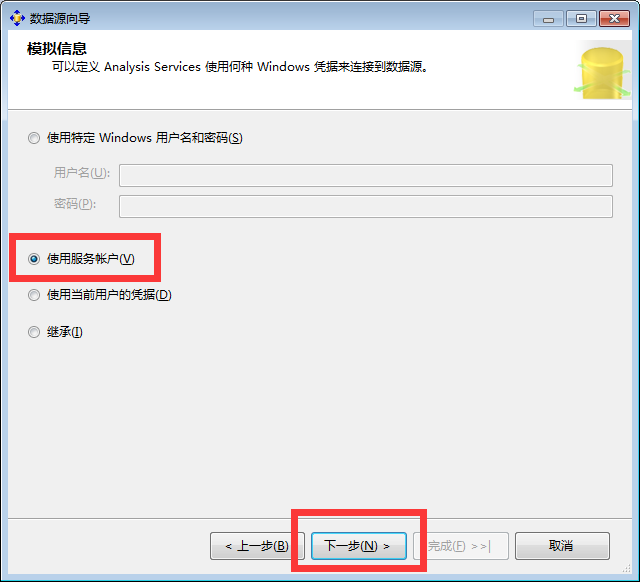 数据源向导
模拟信息
可以定义 Analysis Services 使用何种 Windows 凭据来连接到数据源。
使用特定 Windows 用户名和密码(S)
用户名(U):
密码(P):
使用服务帐户(V)
使用当前用户的凭据(D)
继承(I)
< 上一步(B) 下一步(N) > 完成(F) >>| 取消